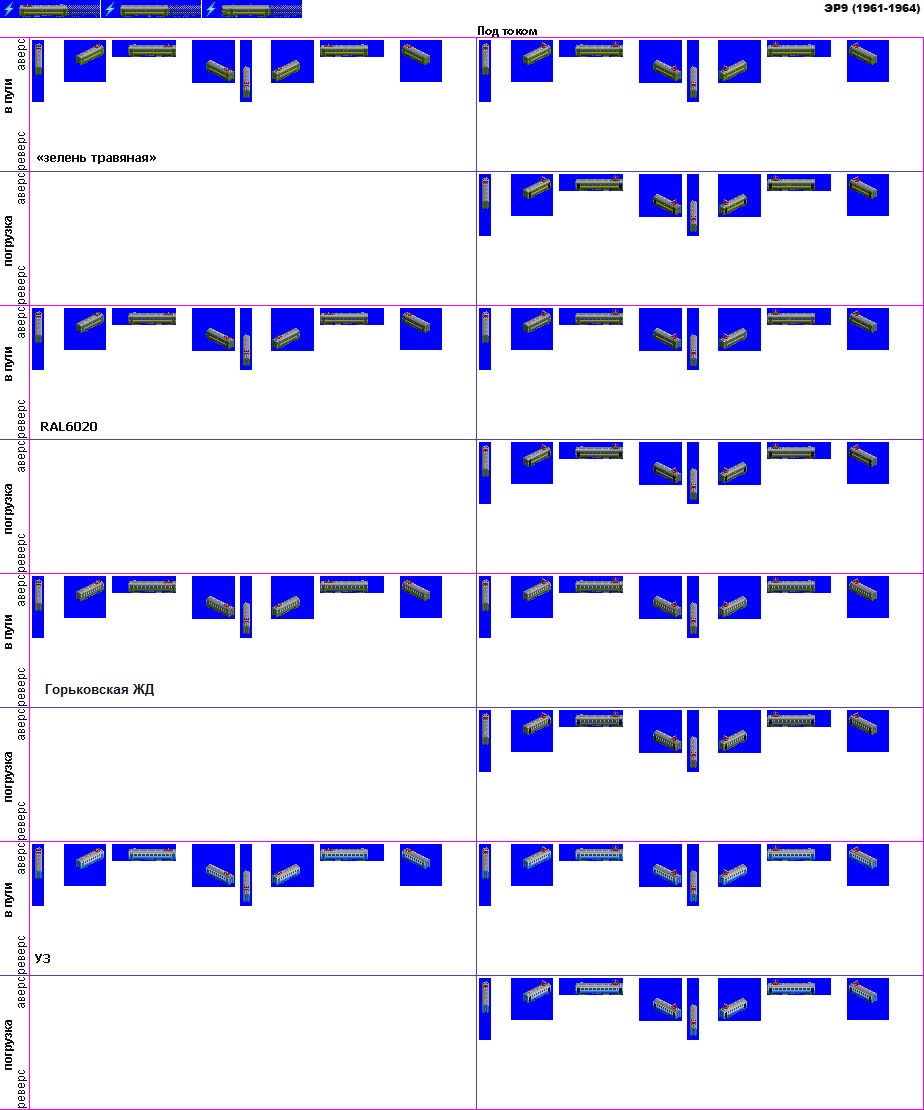 ЭР9 (1961-1964)
Под током
аверс
в пути
реверс
«зелень травяная»
аверс
погрузка
реверс
аверс
в пути
реверс
RAL6020
аверс
погрузка
реверс
аверс
в пути
реверс
Горьковская ЖД
аверс
погрузка
реверс
аверс
в пути
реверс
УЗ
аверс
погрузка
реверс